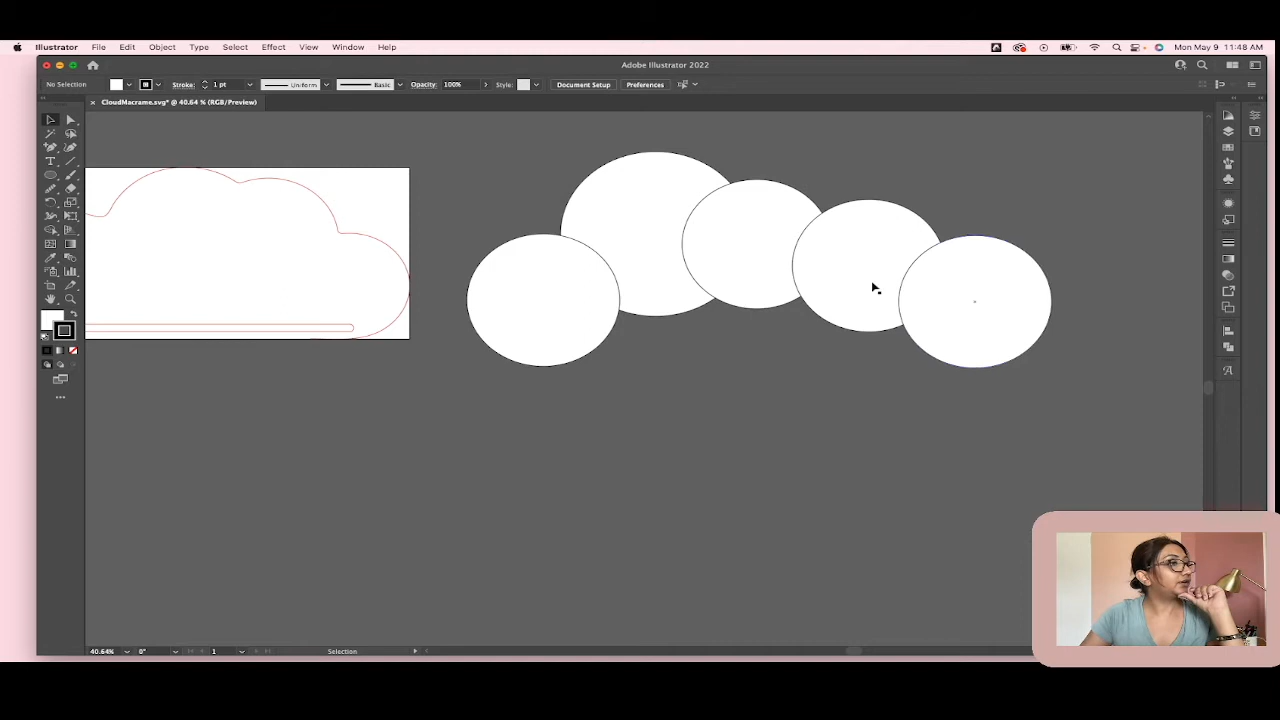 Illustrator File Edit Object Type Select Effect View Window Help Mon May 9 11:48 AM
Adobe Illustrator 2022
No Selection Stroke: 1 pt Uniform Basic Opacity: 100% Style: Document Setup Preferences
× CloudMacrame.svg* @ 40.64 % (RGB/Preview)
40.64% 0° 1 Selection